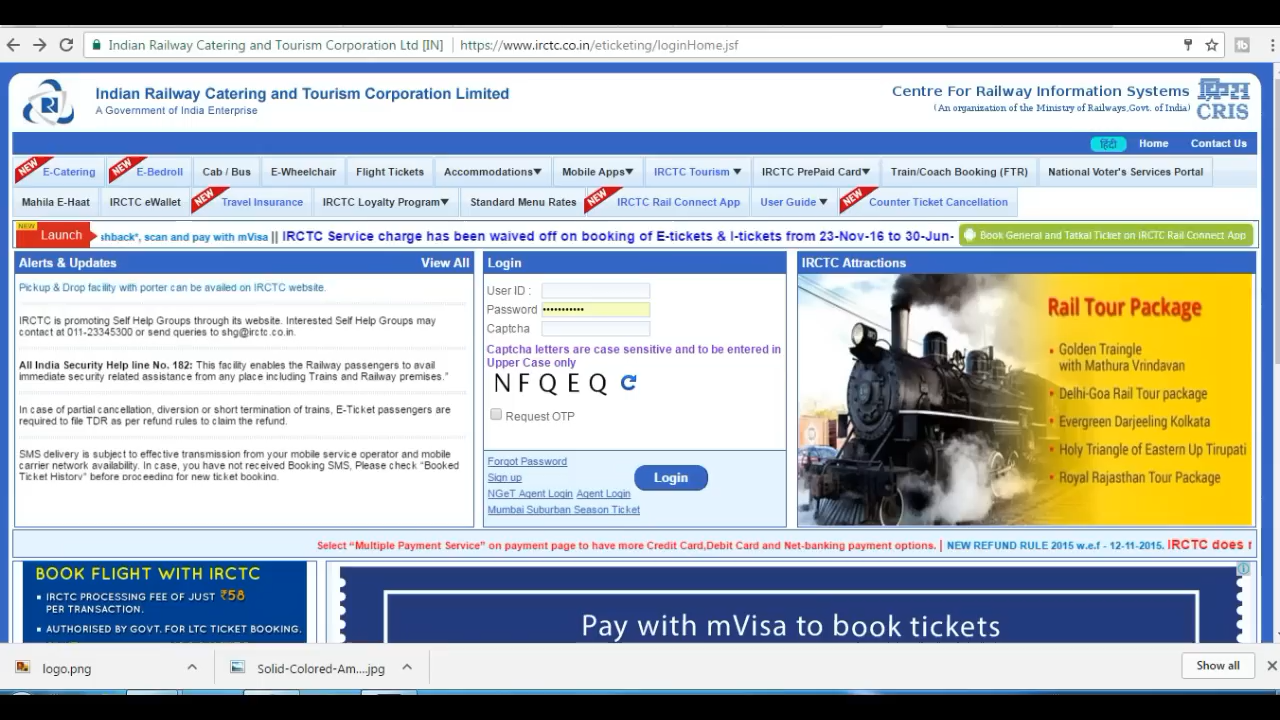 Indian Railway Catering and Tourism Corporation Ltd [IN] https://www.irctc.co.in/eticketing/loginHome.jsf
Indian Railway Catering and Tourism Corporation Limited
A Government of India Enterprise
Centre For Railway Information Systems
(An organization of the Ministry of Railways,Govt. of India)
CRIS
हिंदी Home Contact Us
NEW E-Catering NEW E-Bedroll Cab / Bus E-Wheelchair Flight Tickets Accommodations▼ Mobile Apps▼ IRCTC Tourism ▼ IRCTC PrePaid Card▼ Train/Coach Booking (FTR) National Voter's Services Portal
Mahila E-Haat IRCTC eWallet NEW Travel Insurance IRCTC Loyalty Program▼ Standard Menu Rates NEW IRCTC Rail Connect App User Guide ▼ NEW Counter Ticket Cancellation
NEW Launch shback*, scan and pay with mVisa || IRCTC Service charge has been waived off on booking of E-tickets & I-tickets from 23-Nov-16 to 30-Jun- Book General and Tatkal Ticket on IRCTC Rail Connect App
Alerts & Updates View All
Pickup & Drop facility with porter can be availed on IRCTC website.
IRCTC is promoting Self Help Groups through its website. Interested Self Help Groups may
contact at 011-23345300 or send queries to shg@irctc.co.in.
All India Security Help line No. 182: This facility enables the Railway passengers to avail
immediate security related assistance from any place including Trains and Railway premises."
In case of partial cancellation, diversion or short termination of trains, E-Ticket passengers are
required to file TDR as per refund rules to claim the refund.
SMS delivery is subject to effective transmission from your mobile service operator and mobile
carrier network availability. In case, you have not received Booking SMS, Please check "Booked
Ticket History" before proceeding for new ticket booking.
Login
User ID :
Password •••••••••••
Captcha
Captcha letters are case sensitive and to be entered in
Upper Case only
N F Q E Q
Request OTP
Forgot Password
Sign up
NGeT Agent Login Agent Login
Mumbai Suburban Season Ticket
Login
IRCTC Attractions
Rail Tour Package
• Golden Traingle
with Mathura Vrindavan
• Delhi-Goa Rail Tour package
• Evergreen Darjeeling Kolkata
• Holy Triangle of Eastern Up Tirupati
• Royal Rajasthan Tour Package
Select "Multiple Payment Service" on payment page to have more Credit Card,Debit Card and Net-banking payment options. | NEW REFUND RULE 2015 w.e.f - 12-11-2015. IRCTC does r
BOOK FLIGHT WITH IRCTC
▪ IRCTC PROCESSING FEE OF JUST ₹58
PER TRANSACTION.
▪ AUTHORISED BY GOVT. FOR LTC TICKET BOOKING.
Pay with mVisa to book tickets
logo.png
Solid-Colored-Am....jpg
Show all